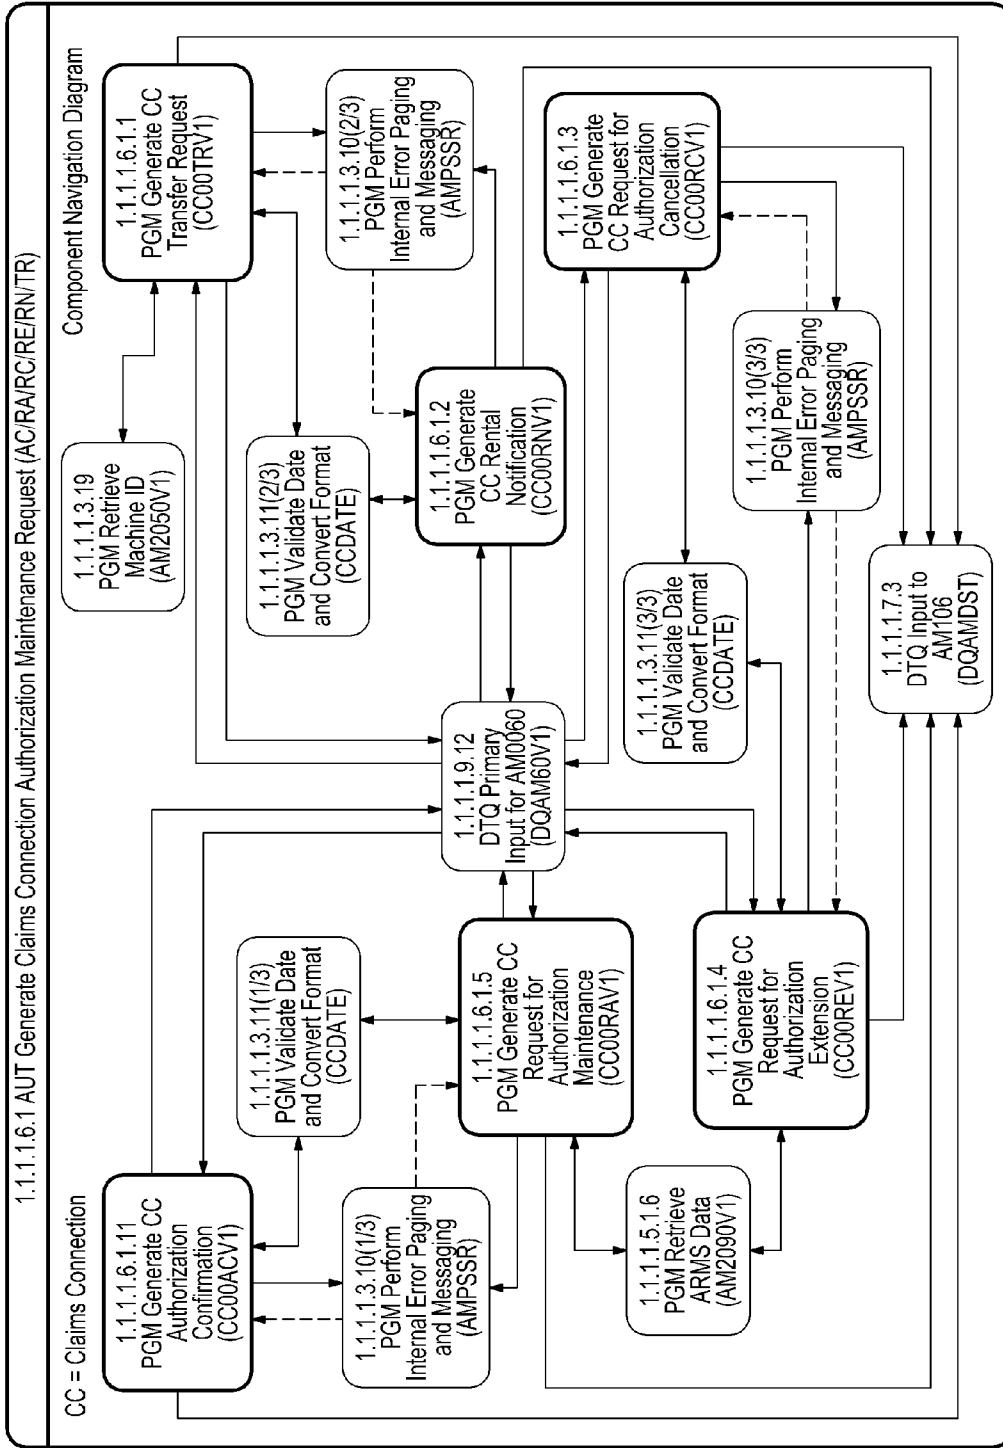 1.1.1.1.6.1 AUT Generate Claims Connection Authorization Maintenance Request (AC/RA/RC/RE/RN/TR)
CC = Claims Connection
Component Navigation Diagram
1.1.1.1.6.1.11
PGM Generate CC
Authorization
Confirmation
(CC00ACV1)
1.1.1.1.3.11(1/3)
PGM Validate Date
and Convert Format
(CCDATE)
1.1.1.1.3.10(1/3)
PGM Perform
Internal Error Paging
and Messaging
(AMPSSR)
1.1.1.1.6.1.5
PGM Generate CC
Request for
Authorization
Maintenance
(CC00RAV1)
1.1.1.1.5.1.6
PGM Retrieve
ARMS Data
(AM2090V1)
1.1.1.1.6.1.4
PGM Generate CC
Request for
Authorization
Extension
(CC00REV1)
1.1.1.1.9.12
DTQ Primary
Input for AM0060
(DQAM60V1)
1.1.1.1.3.19
PGM Retrieve
Machine ID
(AM2050V1)
1.1.1.1.6.1.1
PGM Generate CC
Transfer Request
(CC00TRV1)
1.1.1.1.3.11(2/3)
PGM Validate Date
and Convert Format
(CCDATE)
1.1.1.1.3.10(2/3)
PGM Perform
Internal Error Paging
and Messaging
(AMPSSR)
1.1.1.1.6.1.2
PGM Generate
CC Rental
Notification
(CC00RNV1)
1.1.1.1.6.1.3
PGM Generate
CC Request for
Authorization
Cancellation
(CC00RCV1)
1.1.1.1.3.11(3/3)
PGM Validate Date
and Convert Format
(CCDATE)
1.1.1.1.3.10(3/3)
PGM Perform
Internal Error Paging
and Messaging
(AMPSSR)
1.1.1.1.7.3
DTQ Input to
AM106
(DQAMDST)